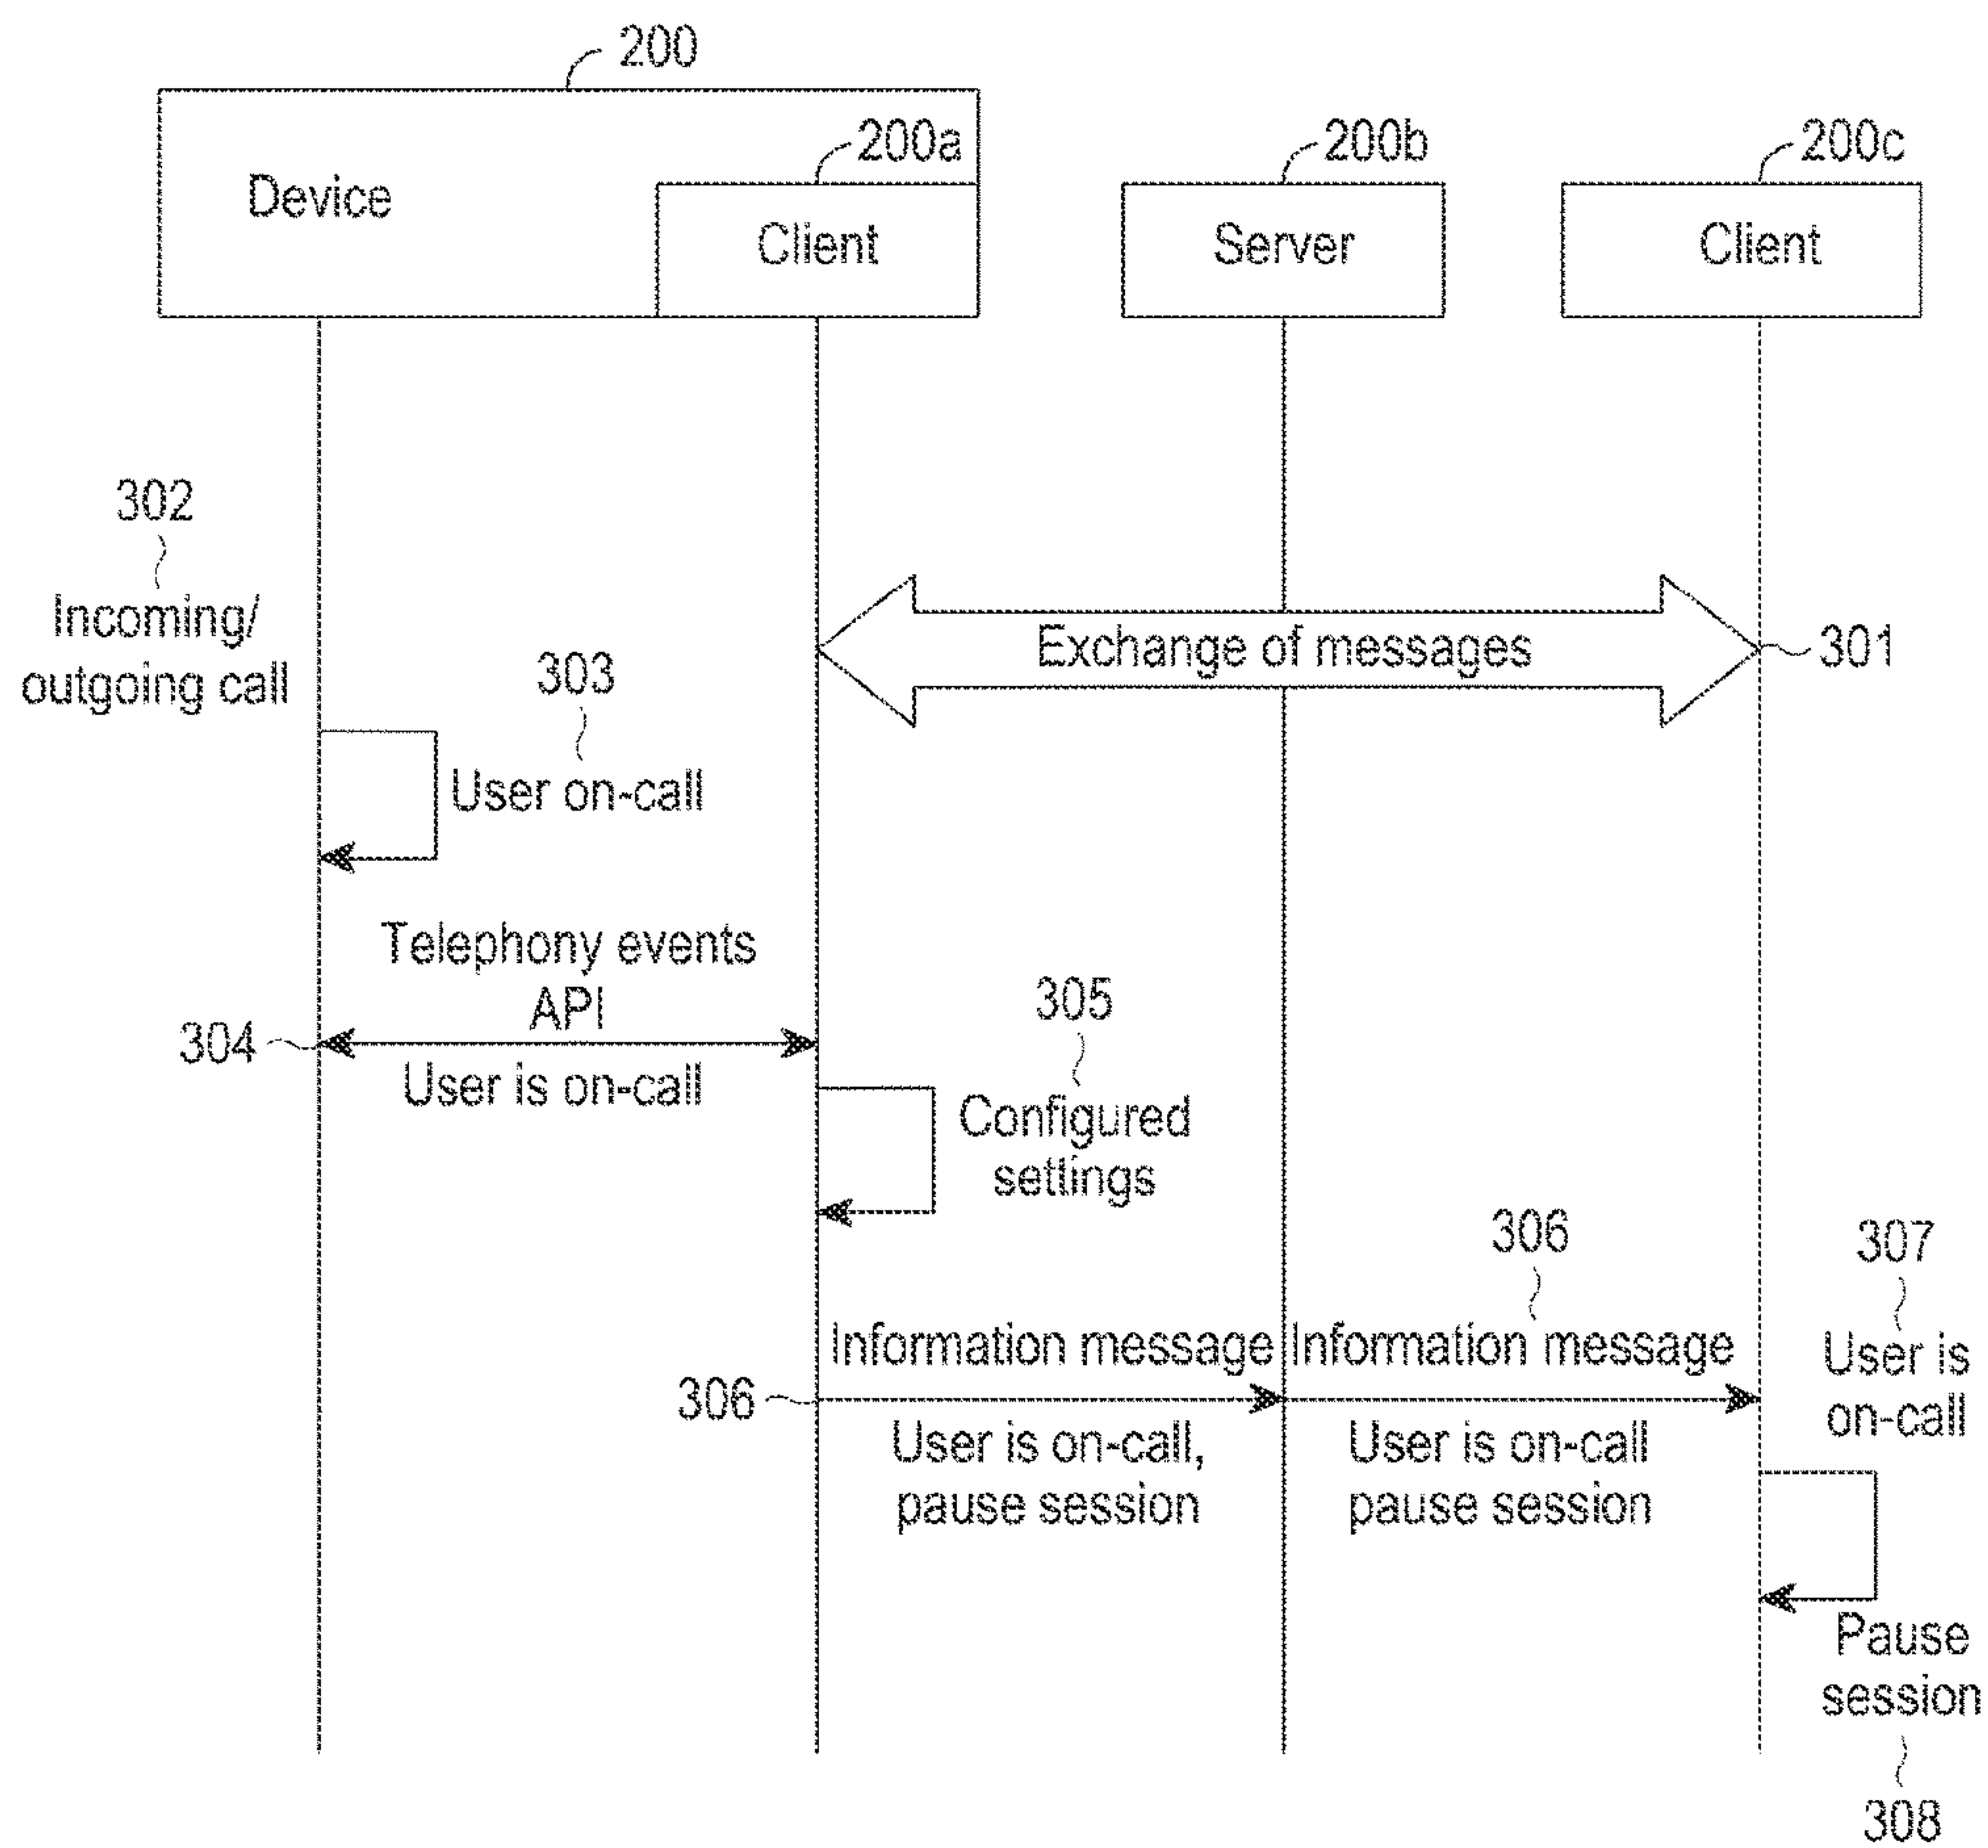 200
200a
200b
200c
Device
Client
Server
Client
302
Incoming/
outgoing call
Exchange of messages
301
303
User on-call
Telephony events
API
304
User is on-call
305
Configured
setlings
306
307
Information message
Information message
User is
on-call
306
User is on-call,
pause session
User is on-call
pause session
Pause
session
308